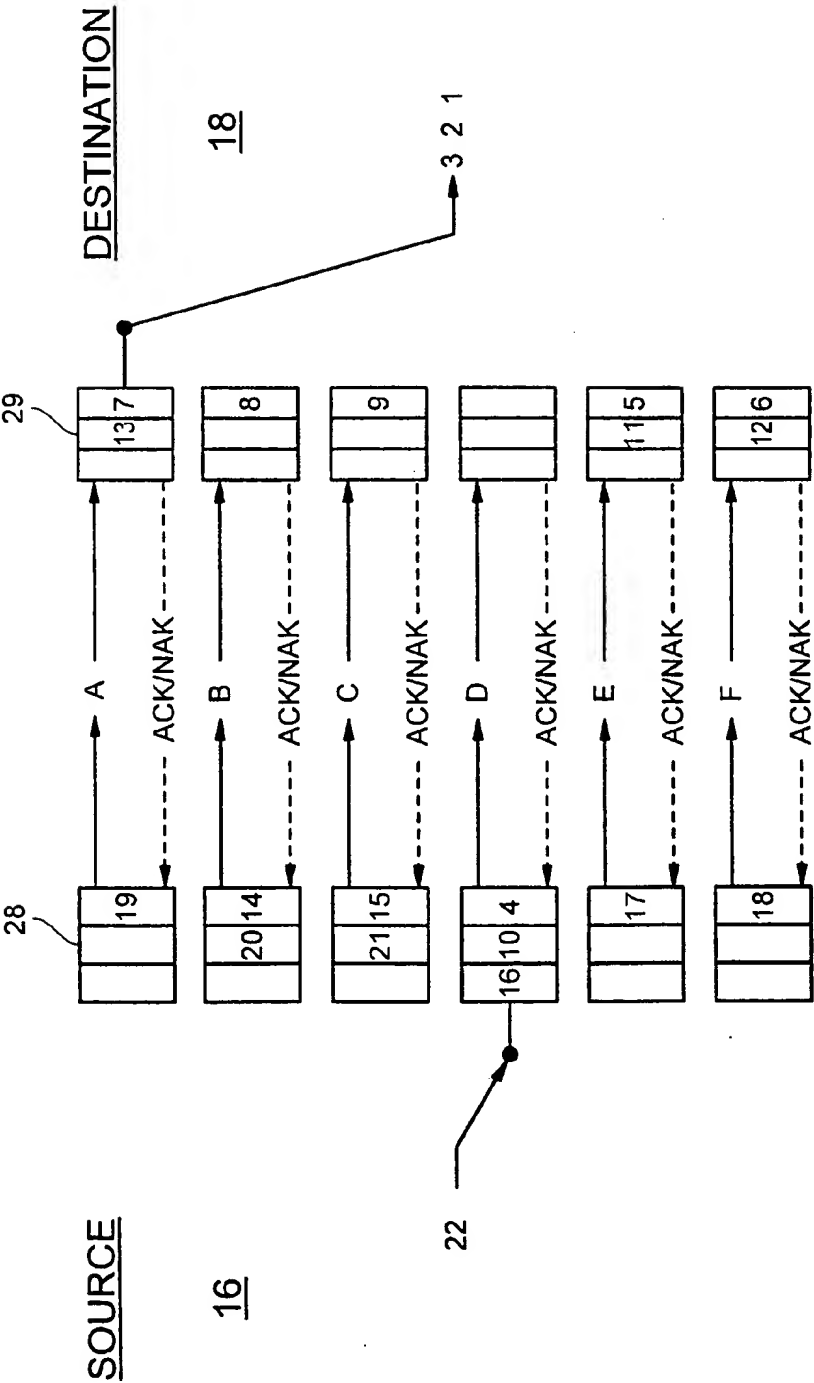 SOURCE
16
28
29
DESTINATION
18
19
A
13 7
ACK/NAK
20 14
B
8
ACK/NAK
21 15
C
9
ACK/NAK
22
16 10 4
D
ACK/NAK
3 2 1
17
E
11 5
ACK/NAK
18
F
12 6
ACK/NAK